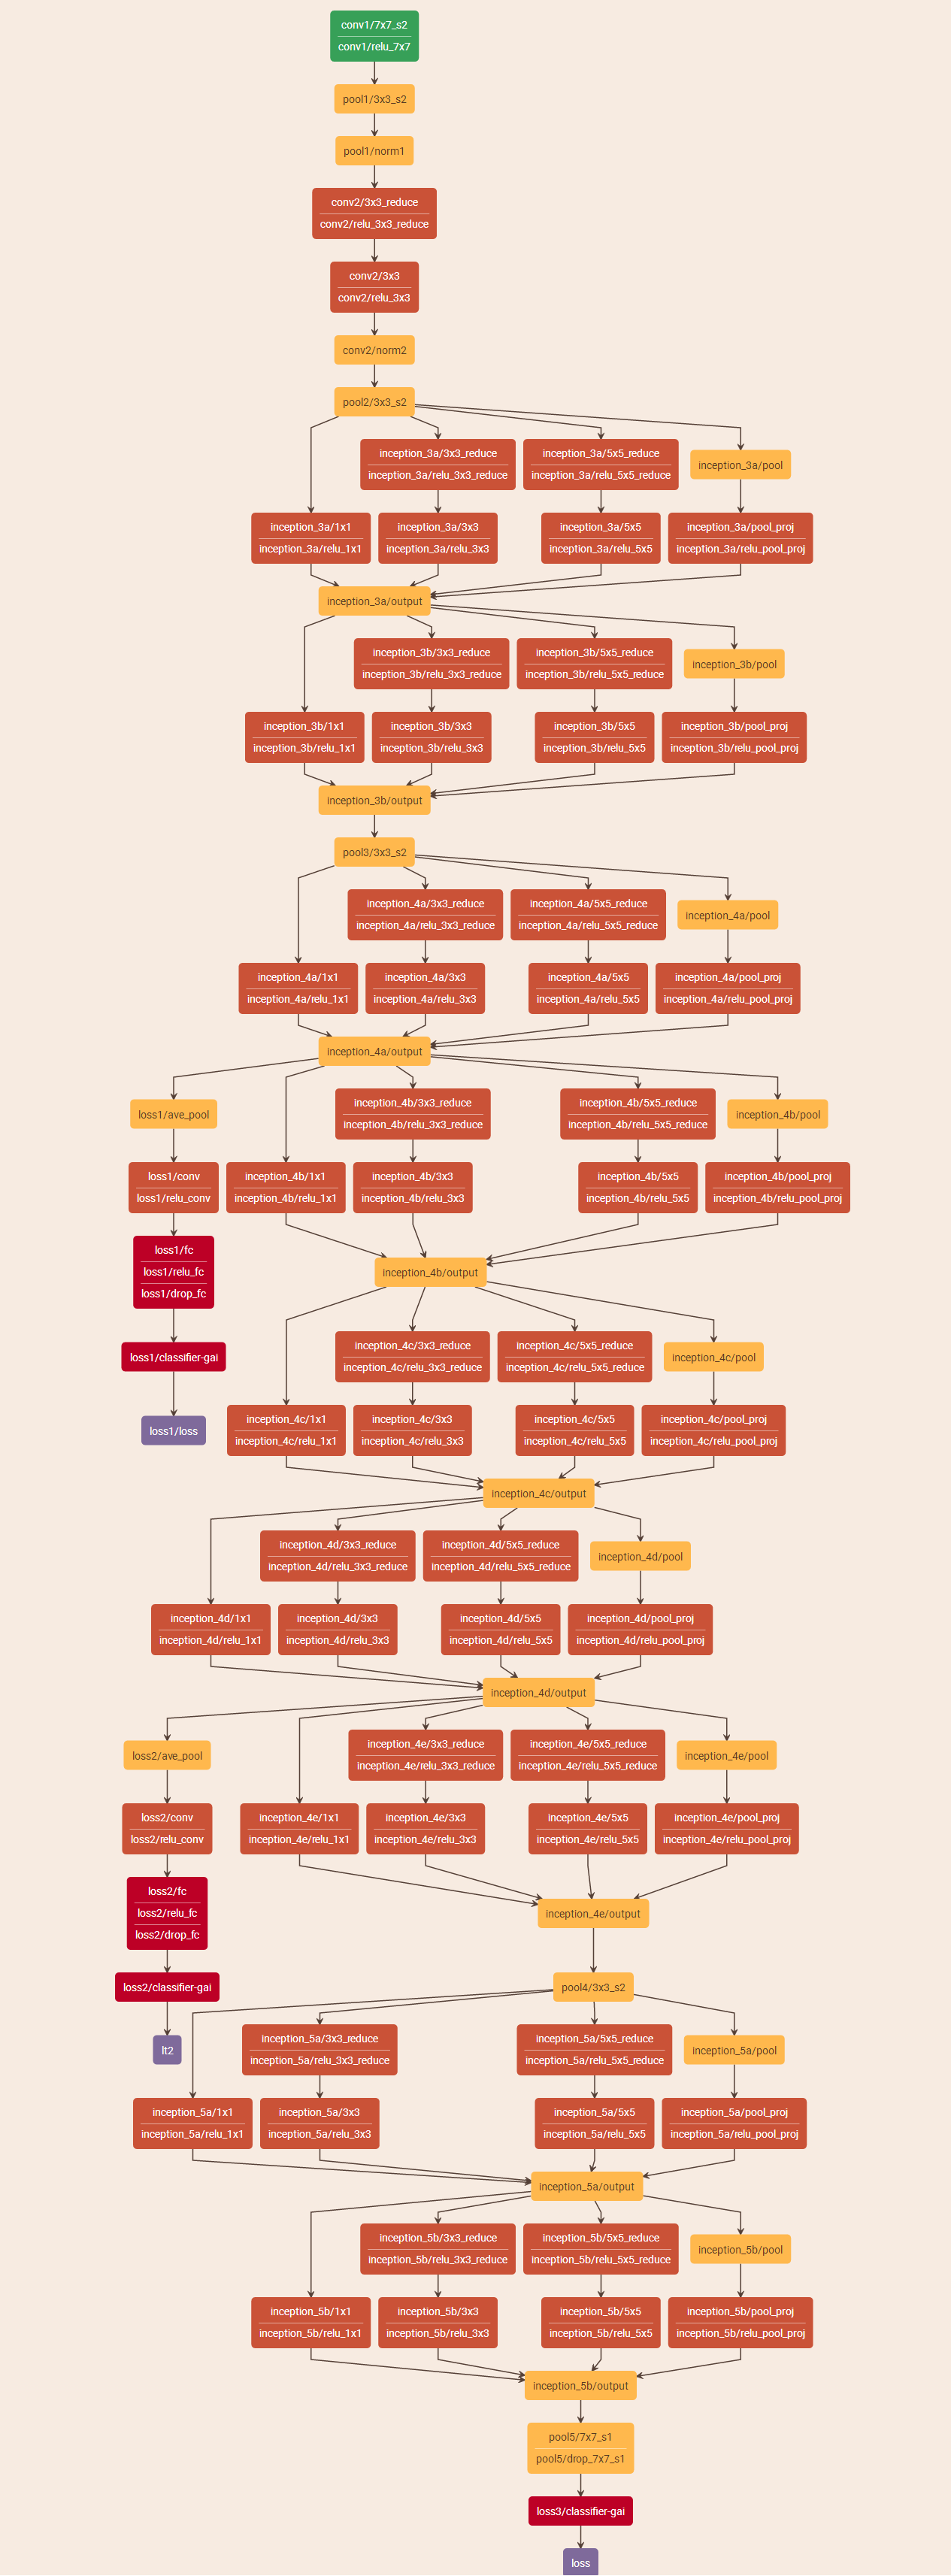 conv1/7x7_s2
conv1/relu_7x7
pool1/3x3_s2
pool1/norm1
conv2/3x3_reduce
conv2/relu_3x3_reduce
conv2/3x3
conv2/relu_3x3
conv2/norm2
pool2/3x3_s2
inception_3a/3x3_reduce
inception_3a/relu_3x3_reduce
inception_3a/5x5_reduce
inception_3a/relu_5x5_reduce
inception_3a/pool
inception_3a/1x1
inception_3a/relu_1x1
inception_3a/3x3
inception_3a/relu_3x3
inception_3a/5x5
inception_3a/relu_5x5
inception_3a/pool_proj
inception_3a/relu_pool_proj
inception_3a/output
inception_3b/3x3_reduce
inception_3b/relu_3x3_reduce
inception_3b/5x5_reduce
inception_3b/relu_5x5_reduce
inception_3b/pool
inception_3b/1x1
inception_3b/relu_1x1
inception_3b/3x3
inception_3b/relu_3x3
inception_3b/5x5
inception_3b/relu_5x5
inception_3b/pool_proj
inception_3b/relu_pool_proj
inception_3b/output
pool3/3x3_s2
inception_4a/3x3_reduce
inception_4a/relu_3x3_reduce
inception_4a/5x5_reduce
inception_4a/relu_5x5_reduce
inception_4a/pool
inception_4a/1x1
inception_4a/relu_1x1
inception_4a/3x3
inception_4a/relu_3x3
inception_4a/5x5
inception_4a/relu_5x5
inception_4a/pool_proj
inception_4a/relu_pool_proj
inception_4a/output
loss1/ave_pool
inception_4b/3x3_reduce
inception_4b/relu_3x3_reduce
inception_4b/5x5_reduce
inception_4b/relu_5x5_reduce
inception_4b/pool
loss1/conv
loss1/relu_conv
inception_4b/1x1
inception_4b/relu_1x1
inception_4b/3x3
inception_4b/relu_3x3
inception_4b/5x5
inception_4b/relu_5x5
inception_4b/pool_proj
inception_4b/relu_pool_proj
loss1/fc
loss1/relu_fc
loss1/drop_fc
inception_4b/output
loss1/classifier-gai
inception_4c/3x3_reduce
inception_4c/relu_3x3_reduce
inception_4c/5x5_reduce
inception_4c/relu_5x5_reduce
inception_4c/pool
loss1/loss
inception_4c/1x1
inception_4c/relu_1x1
inception_4c/3x3
inception_4c/relu_3x3
inception_4c/5x5
inception_4c/relu_5x5
inception_4c/pool_proj
inception_4c/relu_pool_proj
inception_4c/output
inception_4d/3x3_reduce
inception_4d/relu_3x3_reduce
inception_4d/5x5_reduce
inception_4d/relu_5x5_reduce
inception_4d/pool
inception_4d/1x1
inception_4d/relu_1x1
inception_4d/3x3
inception_4d/relu_3x3
inception_4d/5x5
inception_4d/relu_5x5
inception_4d/pool_proj
inception_4d/relu_pool_proj
inception_4d/output
loss2/ave_pool
inception_4e/3x3_reduce
inception_4e/relu_3x3_reduce
inception_4e/5x5_reduce
inception_4e/relu_5x5_reduce
inception_4e/pool
loss2/conv
loss2/relu_conv
inception_4e/1x1
inception_4e/relu_1x1
inception_4e/3x3
inception_4e/relu_3x3
inception_4e/5x5
inception_4e/relu_5x5
inception_4e/pool_proj
inception_4e/relu_pool_proj
loss2/fc
loss2/relu_fc
loss2/drop_fc
inception_4e/output
loss2/classifier-gai
pool4/3x3_s2
lt2
inception_5a/3x3_reduce
inception_5a/relu_3x3_reduce
inception_5a/5x5_reduce
inception_5a/relu_5x5_reduce
inception_5a/pool
inception_5a/1x1
inception_5a/relu_1x1
inception_5a/3x3
inception_5a/relu_3x3
inception_5a/5x5
inception_5a/relu_5x5
inception_5a/pool_proj
inception_5a/relu_pool_proj
inception_5a/output
inception_5b/3x3_reduce
inception_5b/relu_3x3_reduce
inception_5b/5x5_reduce
inception_5b/relu_5x5_reduce
inception_5b/pool
inception_5b/1x1
inception_5b/relu_1x1
inception_5b/3x3
inception_5b/relu_3x3
inception_5b/5x5
inception_5b/relu_5x5
inception_5b/pool_proj
inception_5b/relu_pool_proj
inception_5b/output
pool5/7x7_s1
pool5/drop_7x7_s1
loss3/classifier-gai
loss